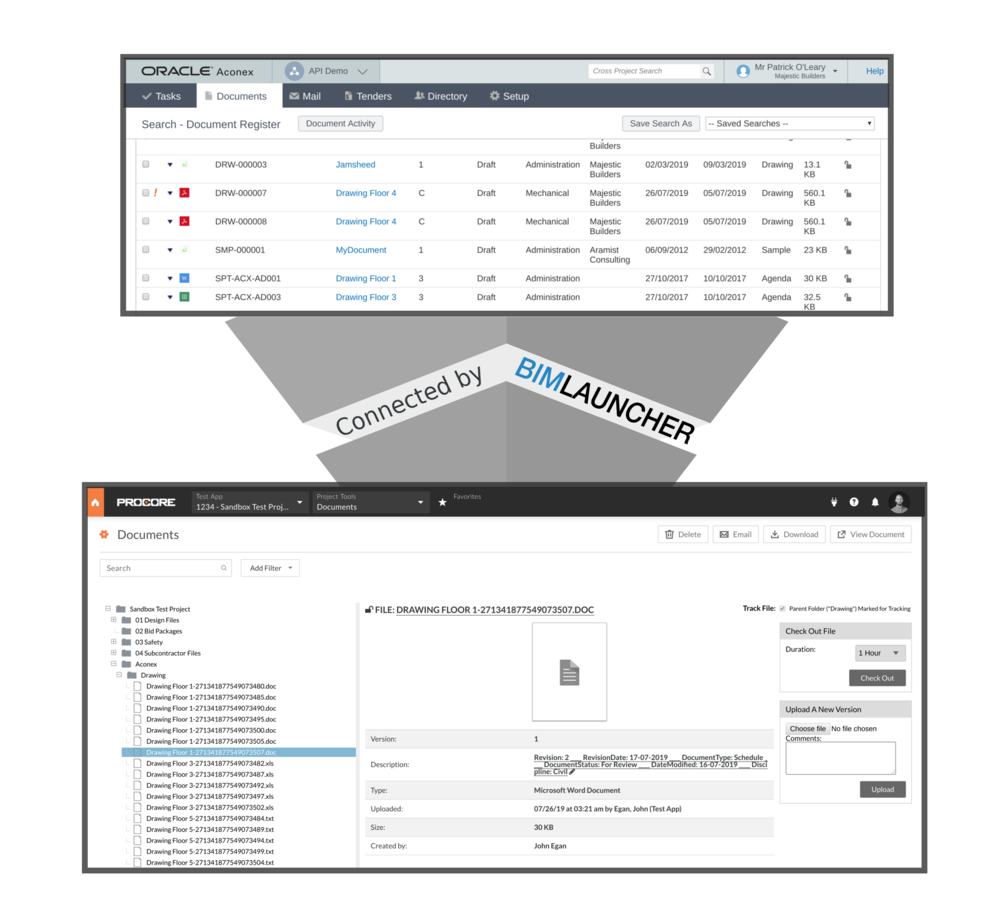 ORACLE Aconex API Demo Cross Project Search Mr Patrick O'Leary Help
Majestic Builders
Tasks Documents Mail Tenders Directory Setup
Search - Document Register Document Activity Save Search As -- Saved Searches --
Builders
DRW-000003 Jamsheed 1 Draft Administration Majestic Builders 02/03/2019 09/03/2019 Drawing 13.1 KB
DRW-000007 Drawing Floor 4 C Draft Mechanical Majestic Builders 26/07/2019 05/07/2019 Drawing 560.1 KB
DRW-000008 Drawing Floor 4 C Draft Mechanical Majestic Builders 26/07/2019 05/07/2019 Drawing 560.1 KB
SMP-000001 MyDocument 1 Draft Administration Aramist Consulting 06/09/2012 29/02/2012 Sample 23 KB
SPT-ACX-AD001 Drawing Floor 1 3 Draft Administration 27/10/2017 10/10/2017 Agenda 30 KB
SPT-ACX-AD003 Drawing Floor 3 3 Draft Administration 27/10/2017 10/10/2017 Agenda 32.5 KB
Connected by BIMLAUNCHER
PROCORE Test App Project Tools Favorites
1234 - Sandbox Test Proj... Documents
Documents Delete Email Download View Document
Search Add Filter
Sandbox Test Project
01 Design Files
02 Bid Packages
03 Safety
04 Subcontractor Files
Aconex
Drawing
Drawing Floor 1-271341877549073480.doc
Drawing Floor 1-271341877549073485.doc
Drawing Floor 1-271341877549073490.doc
Drawing Floor 1-271341877549073495.doc
Drawing Floor 1-271341877549073500.doc
Drawing Floor 1-271341877549073505.doc
Drawing Floor 1-271341877549073507.doc
Drawing Floor 3-271341877549073482.xls
Drawing Floor 3-271341877549073487.xls
Drawing Floor 3-271341877549073492.xls
Drawing Floor 3-271341877549073497.xls
Drawing Floor 3-271341877549073502.xls
Drawing Floor 5-271341877549073484.txt
Drawing Floor 5-271341877549073489.txt
Drawing Floor 5-271341877549073494.txt
Drawing Floor 5-271341877549073499.txt
Drawing Floor 5-271341877549073504.txt
FILE: DRAWING FLOOR 1-271341877549073507.DOC
Version: 1
Description: Revision: 2 ___ RevisionDate: 17-07-2019 ___ DocumentType: Schedule _
__ DocumentStatus: For Review ___ DateModified: 16-07-2019 ___ Disci
pline: Civil
Type: Microsoft Word Document
Uploaded: 07/26/19 at 03:21 am by Egan, John (Test App)
Size: 30 KB
Created by: John Egan
Track File: Parent Folder ("Drawing") Marked for Tracking
Check Out File
Duration: 1 Hour
Check Out
Upload A New Version
Choose file No file chosen
Comments:
Upload